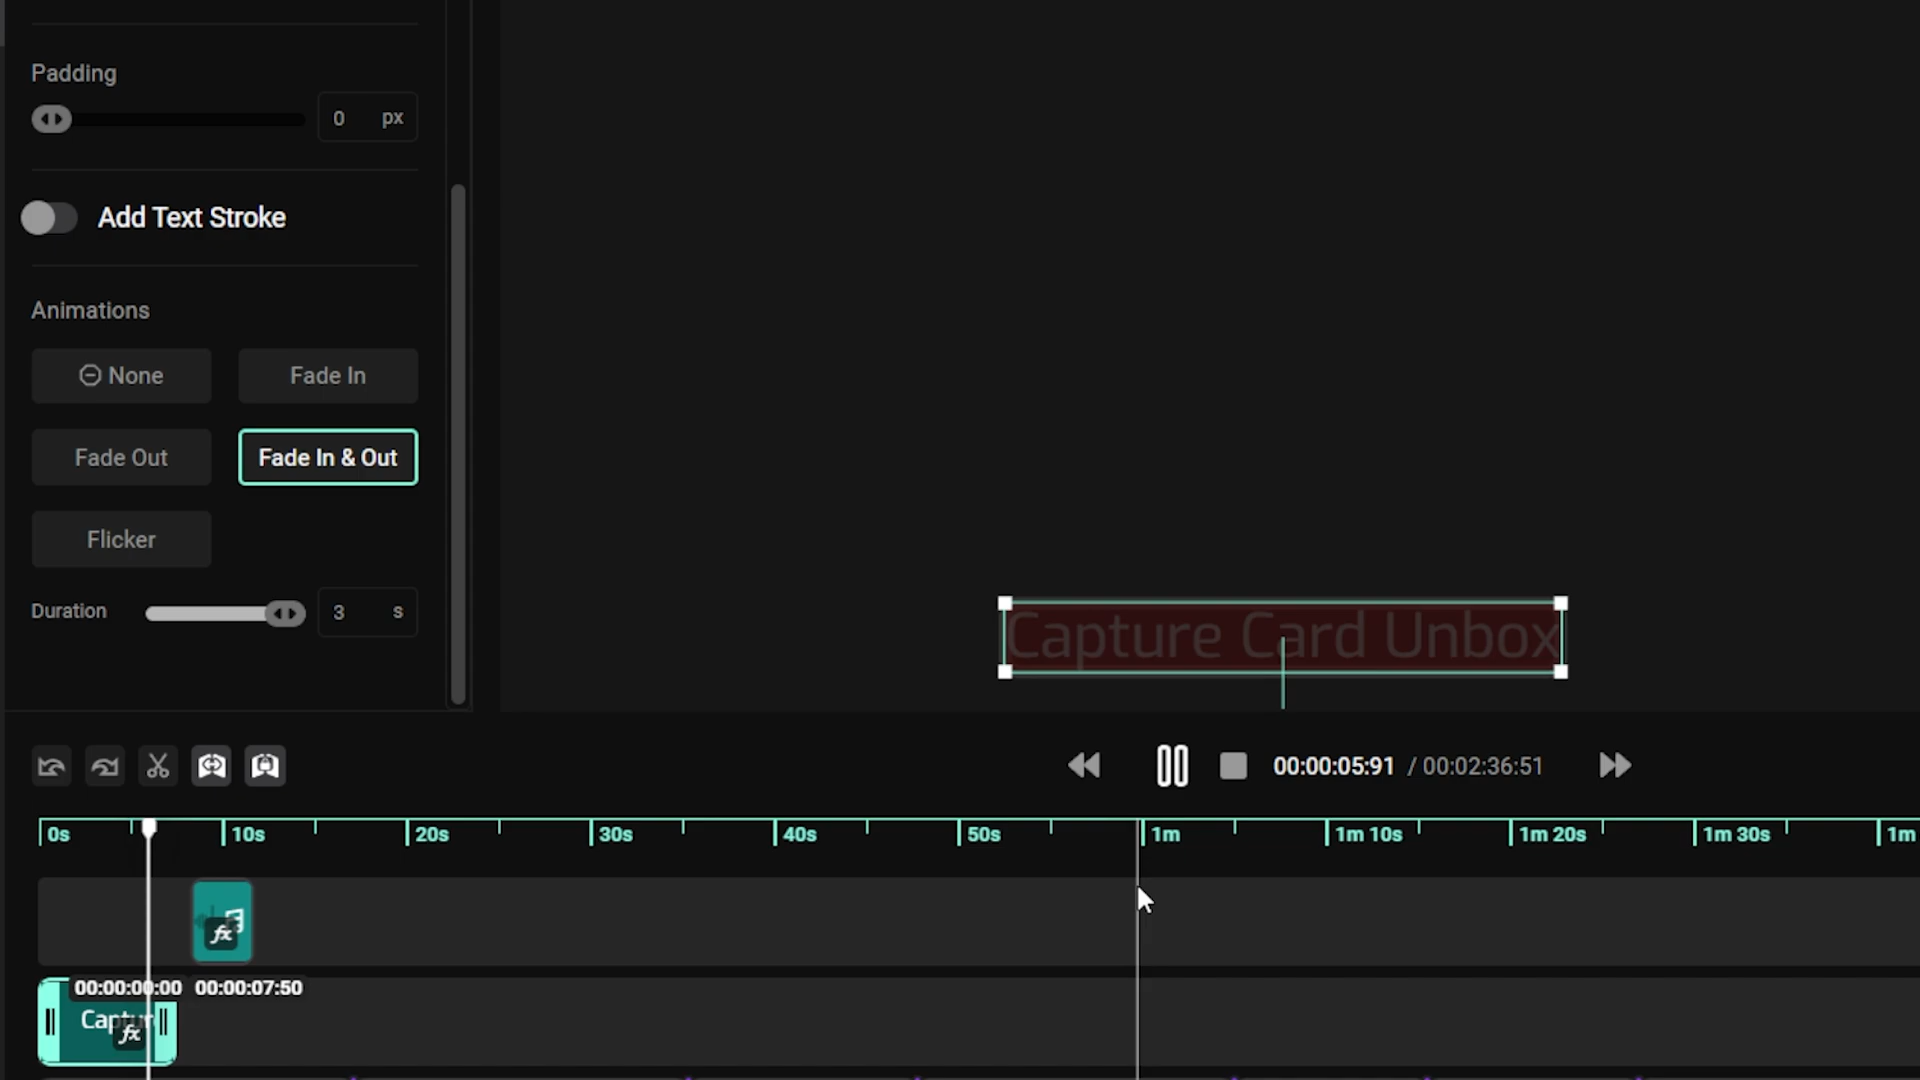 Padding
0 px
Add Text Stroke
Animations
None
Fade In
Fade Out
Fade In & Out
Flicker
Duration
3 s
Capture Card Unbox
00:00:05:91 / 00:02:36:51
0s 10s 20s 30s 40s 50s 1m 1m 10s 1m 20s 1m 30s 1m
fx
00:00:00:00 00:00:07:50
Captur
fx